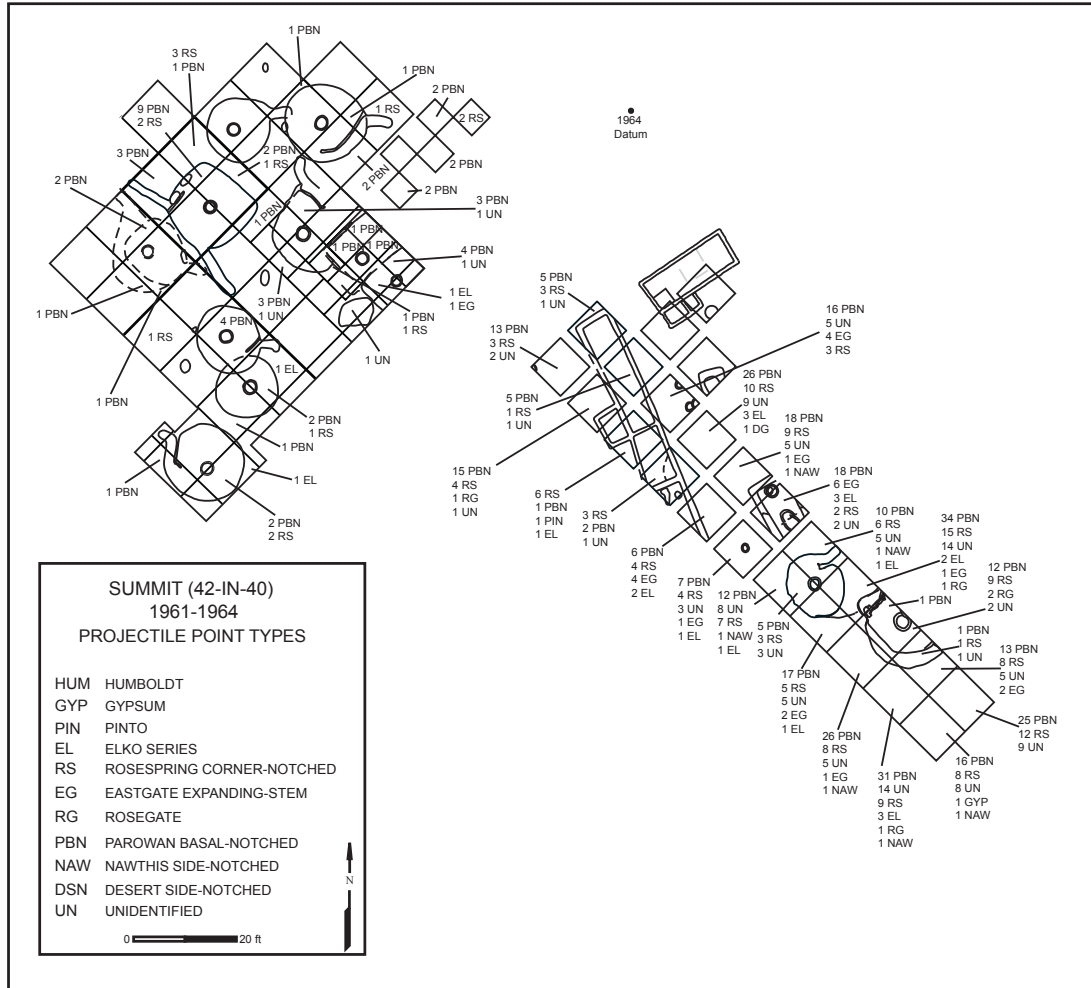 1 PBN
3 RS
1 PBN
1 PBN
9 PBN
2 RS
1 RS
2 PBN
2 RS
3 PBN
2 PBN
1 RS
2 PBN
2 PBN
2 PBN
2 PBN
1 PBN
3 PBN
1 UN
1 PBN
1 PBN
1 PBN
4 PBN
1 UN
1 EL
1 EG
1 PBN
3 PBN
1 UN
1 PBN
1 RS
1 RS
4 PBN
1 UN
1 EL
1 PBN
2 PBN
1 RS
1 PBN
1 PBN
1 EL
2 PBN
2 RS
1964
Datum
5 PBN
3 RS
1 UN
13 PBN
3 RS
2 UN
16 PBN
5 UN
4 EG
3 RS
5 PBN
1 RS
1 UN
26 PBN
10 RS
9 UN
3 EL
1 DG
18 PBN
9 RS
5 UN
1 EG
1 NAW
15 PBN
4 RS
1 RG
1 UN
6 RS
1 PBN
1 PIN
1 EL
3 RS
2 PBN
1 UN
18 PBN
6 EG
3 EL
2 RS
2 UN
6 PBN
4 RS
4 EG
2 EL
10 PBN
6 RS
5 UN
1 NAW
1 EL
34 PBN
15 RS
14 UN
2 EL
1 EG
1 RG
7 PBN
4 RS
3 UN
1 EG
1 EL
12 PBN
8 UN
7 RS
1 NAW
1 EL
12 PBN
9 RS
2 RG
2 UN
1 PBN
5 PBN
3 RS
3 UN
1 PBN
1 RS
1 UN
13 PBN
8 RS
5 UN
2 EG
17 PBN
5 RS
5 UN
2 EG
1 EL
26 PBN
8 RS
5 UN
1 EG
1 NAW
31 PBN
14 UN
9 RS
3 EL
1 RG
1 NAW
16 PBN
8 RS
8 UN
1 GYP
1 NAW
25 PBN
12 RS
9 UN
SUMMIT (42-IN-40)
1961-1964
PROJECTILE POINT TYPES
HUM HUMBOLDT
GYP GYPSUM
PIN PINTO
EL ELKO SERIES
RS ROSESPRING CORNER-NOTCHED
EG EASTGATE EXPANDING-STEM
RG ROSEGATE
PBN PAROWAN BASAL-NOTCHED
NAW NAWTHIS SIDE-NOTCHED
DSN DESERT SIDE-NOTCHED
UN UNIDENTIFIED
N
0 20 ft